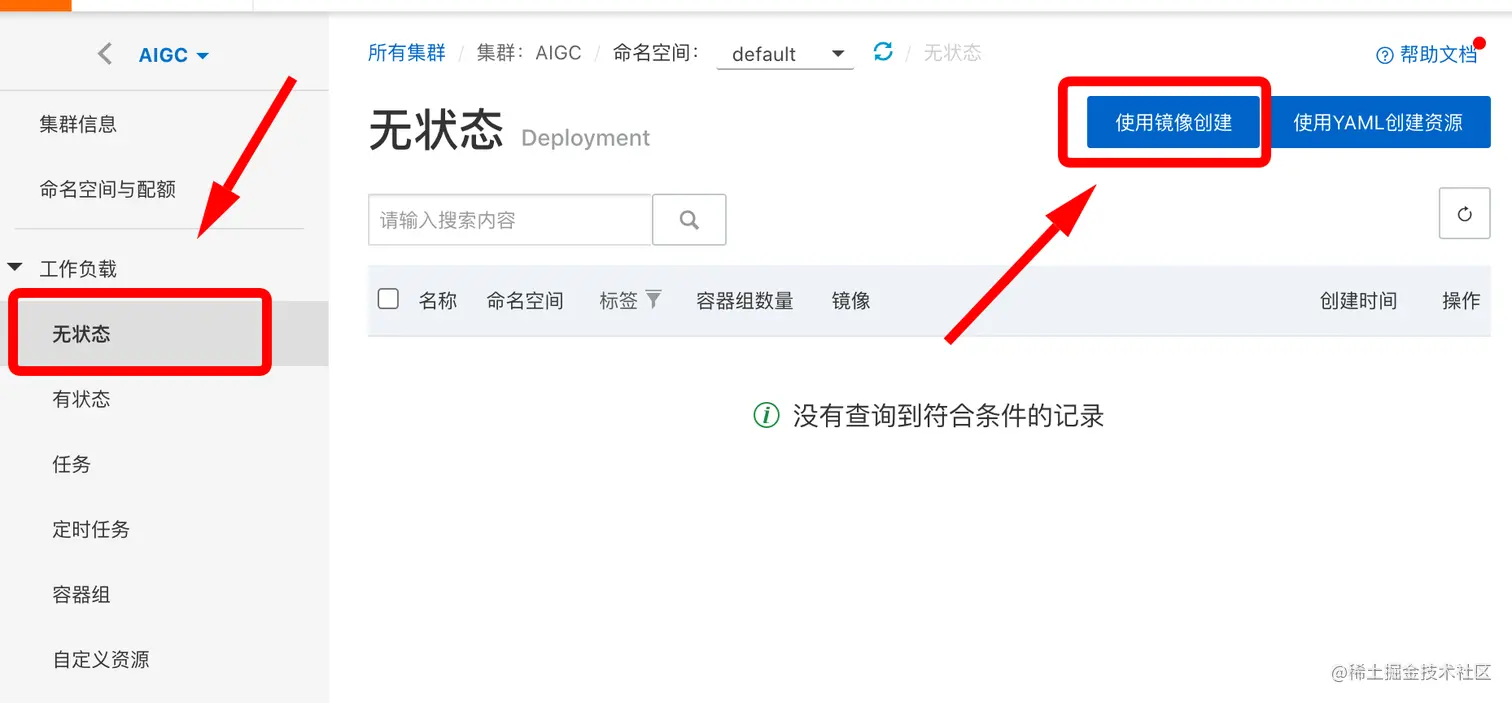 AIGC
集群信息
命名空间与配额
工作负载
无状态
有状态
任务
定时任务
容器组
自定义资源
所有集群 / 集群：AIGC / 命名空间： default / 无状态
帮助文档
无状态 Deployment
使用镜像创建 使用YAML创建资源
请输入搜索内容
名称 命名空间 标签 容器组数量 镜像 创建时间 操作
没有查询到符合条件的记录
@稀土掘金技术社区